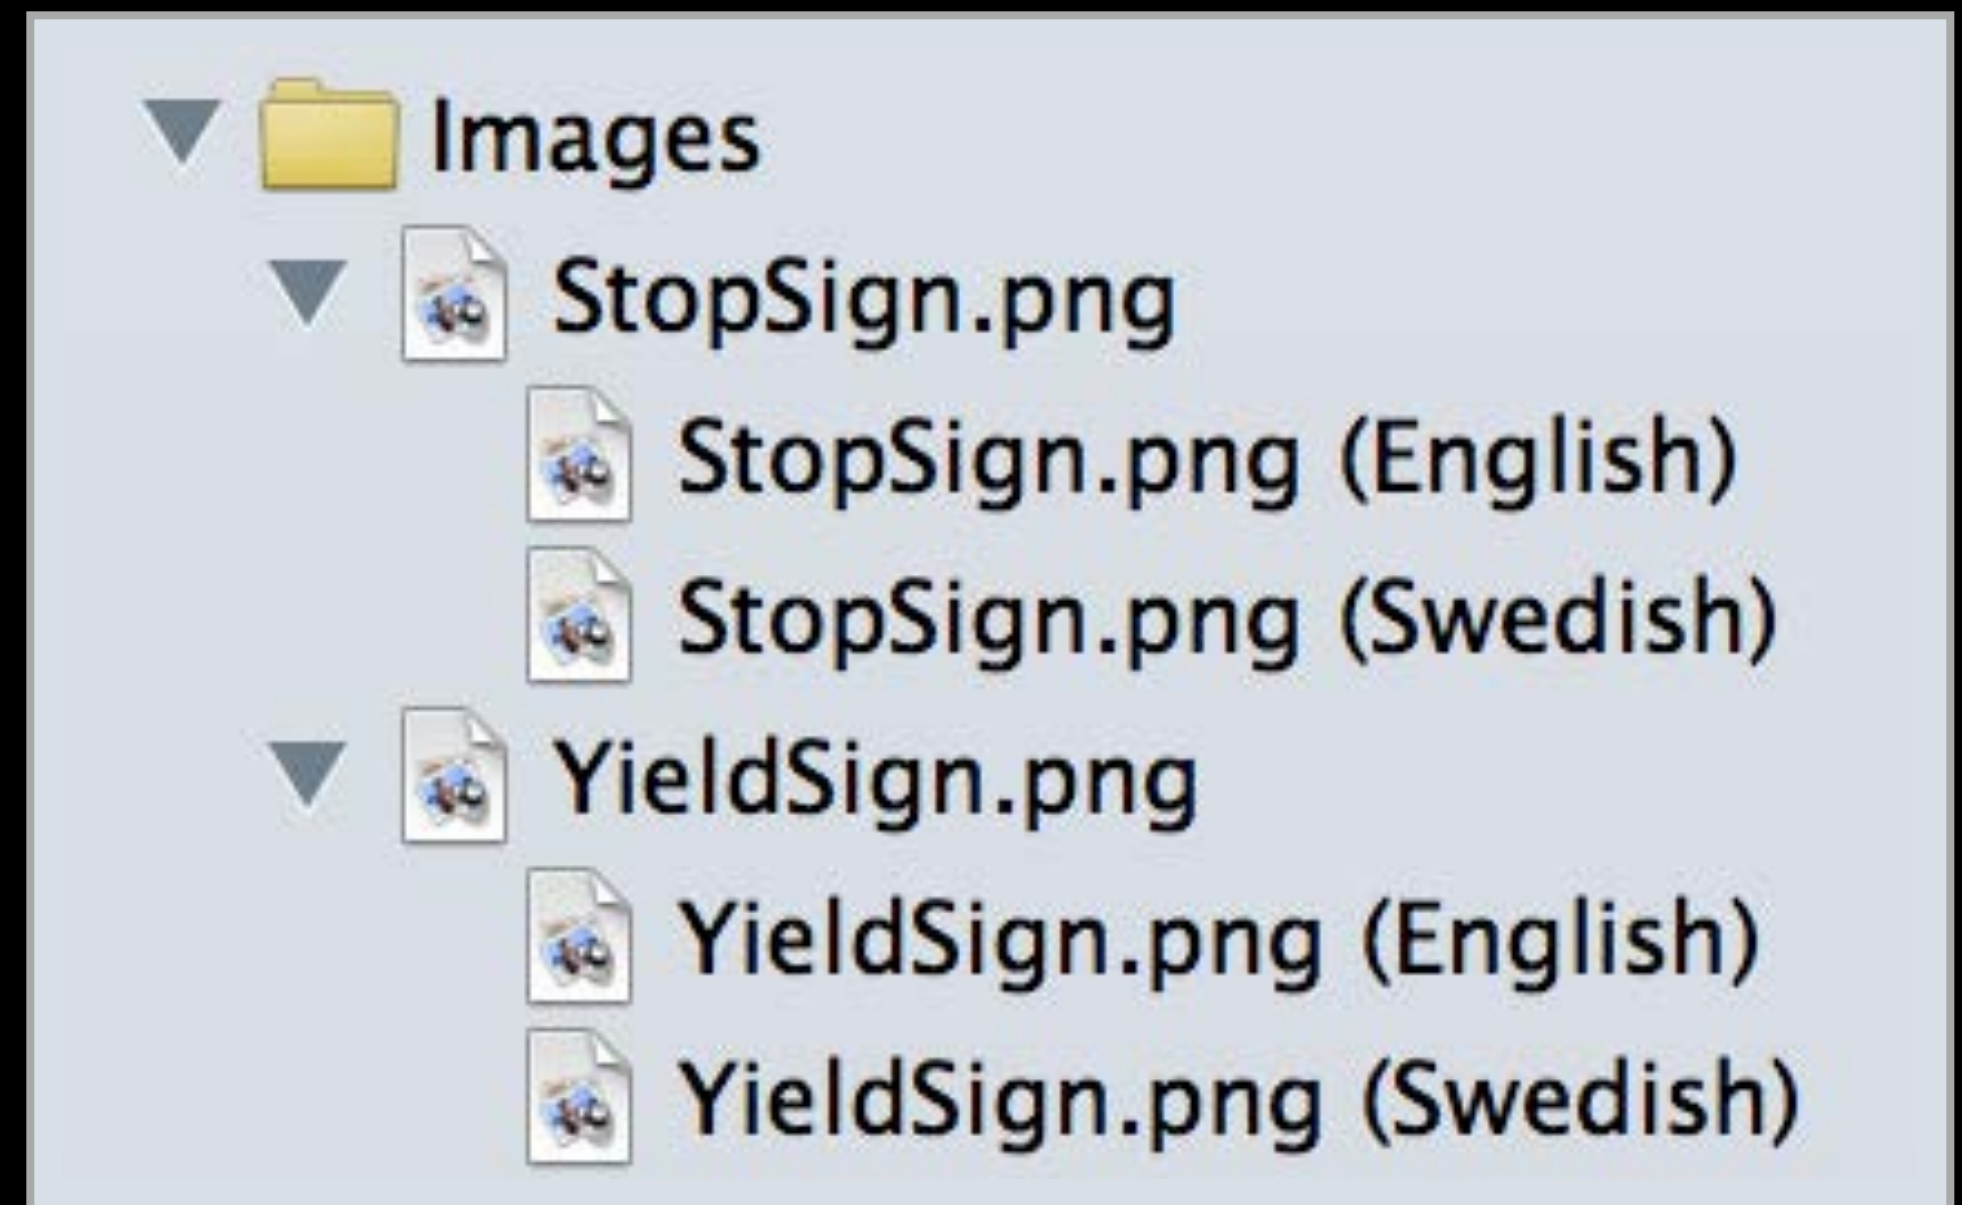 Images
StopSign.png
StopSign.png (English)
StopSign.png (Swedish)
YieldSign.png
YieldSign.png (English)
YieldSign.png (Swedish)